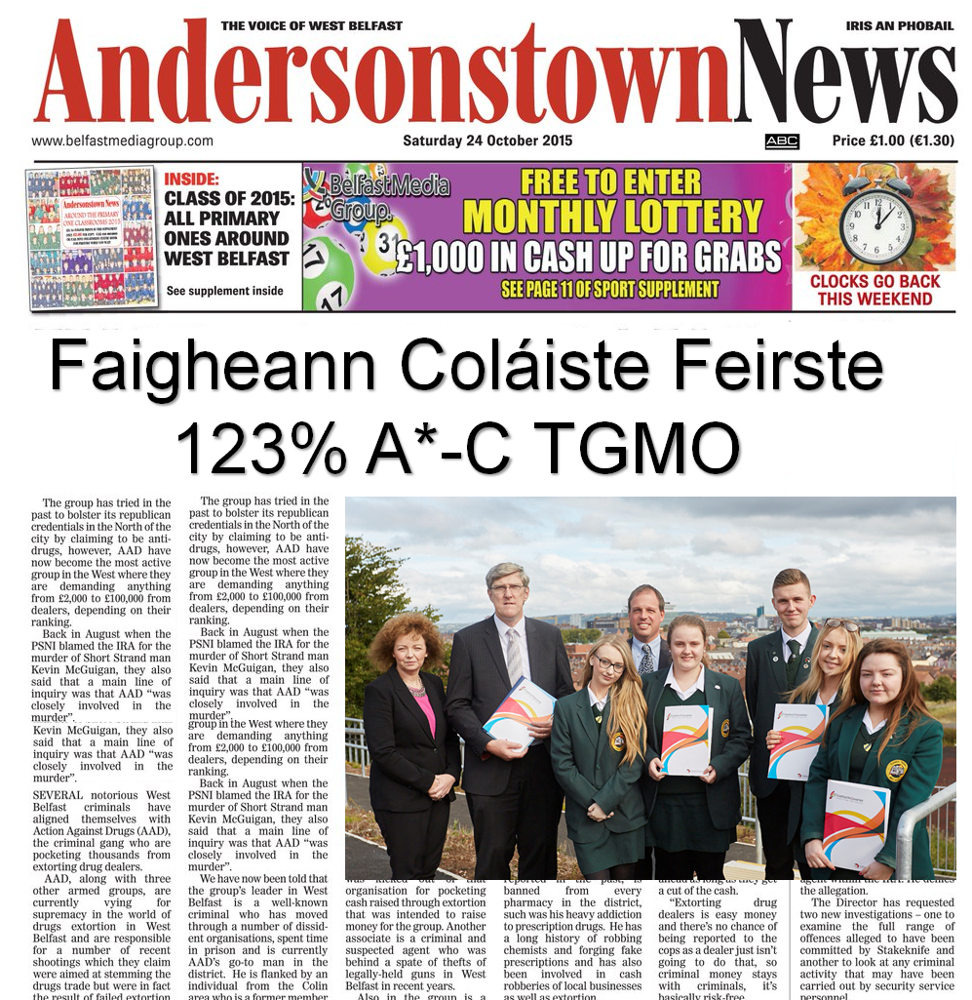 THE VOICE OF WEST BELFAST
IRIS AN PHOBAIL
AndersonstownNews
www.belfastmediagroup.com
Saturday 24 October 2015
ABC
Price £1.00 (€1.30)
Andersonstown News
AROUND THE PRIMARY
ONE CLASSROOMS 2015
INSIDE:
CLASS OF 2015:
ALL PRIMARY
ONES AROUND
WEST BELFAST
See supplement inside
BelfastMedia
Group.
31
17
17
FREE TO ENTER
MONTHLY LOTTERY
£1,000 IN CASH UP FOR GRABS
SEE PAGE 11 OF SPORT SUPPLEMENT
CLOCKS GO BACK
THIS WEEKEND
Faigheann Coláiste Feirste
123% A*-C TGMO
The group has tried in the
past to bolster its republican
credentials in the North of the
city by claiming to be anti-
drugs, however, AAD have
now become the most active
group in the West where they
are demanding anything
from £2,000 to £100,000 from
dealers, depending on their
ranking.
Back in August when the
PSNI blamed the IRA for the
murder of Short Strand man
Kevin McGuigan, they also
said that a main line of
inquiry was that AAD “was
closely involved in the
murder”.
Kevin McGuigan, they also
said that a main line of
inquiry was that AAD “was
closely involved in the
murder”.
SEVERAL notorious West
Belfast criminals have
aligned themselves with
Action Against Drugs (AAD),
the criminal gang who are
pocketing thousands from
extorting drug dealers.
AAD, along with three
other armed groups, are
currently vying for
supremacy in the world of
drugs extortion in West
Belfast and are responsible
for a number of recent
shootings which they claim
were aimed at stemming the
drugs trade but were in fact
the result of failed extortion
The group has tried in the
past to bolster its republican
credentials in the North of the
city by claiming to be anti-
drugs, however, AAD have
now become the most active
group in the West where they
are demanding anything
from £2,000 to £100,000 from
dealers, depending on their
ranking.
Back in August when the
PSNI blamed the IRA for the
murder of Short Strand man
Kevin McGuigan, they also
said that a main line of
inquiry was that AAD “was
closely involved in the
murder”.
group in the West where they
are demanding anything
from £2,000 to £100,000 from
dealers, depending on their
ranking.
Back in August when the
PSNI blamed the IRA for the
murder of Short Strand man
Kevin McGuigan, they also
said that a main line of
inquiry was that AAD “was
closely involved in the
murder”.
We have now been told that
the group’s leader in West
Belfast is a well-known
criminal who has moved
through a number of dissid-
ent organisations, spent time
in prison and is currently
AAD’s go-to man in the
district. He is flanked by an
individual from the Colin
area who is a former member
was kicked out of that
organisation for pocketing
cash raised through extortion
that was intended to raise
money for the group. Another
associate is a criminal and
suspected agent who was
behind a spate of thefts of
legally-held guns in West
Belfast in recent years.
Also in the group is a
reported in the past, is
banned from every
pharmacy in the district,
such was his heavy addiction
to prescription drugs. He has
a long history of robbing
chemists and forging fake
prescriptions and has also
been involved in cash
robberies of local businesses
as well as extortion.
ahead as long as they get
a cut of the cash.
“Extorting drug
dealers is easy money
and there’s no chance of
being reported to the
cops as a dealer just isn’t
going to do that, so
criminal money stays
with criminals, it’s
basically risk-free
agent within the IRA. He denies
the allegation.
The Director has requested
two new investigations – one to
examine the full range of
offences alleged to have been
committed by Stakeknife and
another to look at any criminal
activity that may have been
carried out by security service
personnel